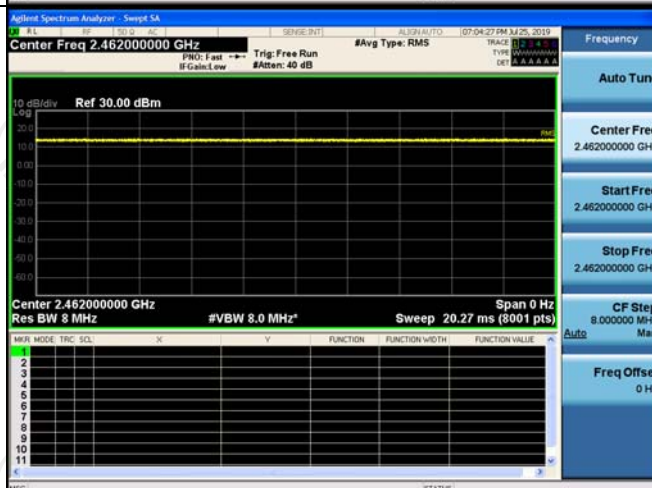 Agilent Spectrum Analyzer - Swept SA
RL RF 50 Ω AC SENSE:INT ALIGN AUTO 07:04:27 PM Jul 25, 2019
Center Freq 2.462000000 GHz #Avg Type: RMS TRACE 1 2 3 4 5 6
PNO: Fast Trig: Free Run TYPE
IFGain:Low #Atten: 40 dB DET A A A A A A
Frequency
Auto Tun
10 dB/div Ref 30.00 dBm
Log
20.0
RMS
10.0
0.00
-10.0
-20.0
-30.0
-40.0
-50.0
-60.0
Center Fre
2.462000000 GH
Start Fre
2.462000000 GH
Stop Fre
2.462000000 GH
Center 2.462000000 GHz Span 0 Hz
Res BW 8 MHz #VBW 8.0 MHz* Sweep 20.27 ms (8001 pts)
CF Step
8.000000 MH
Auto Ma
MKR MODE TRC SCL X Y FUNCTION FUNCTION WIDTH FUNCTION VALUE
1
2
3
4
5
6
7
8
9
10
11
Freq Offse
0 H
MSG STATUS